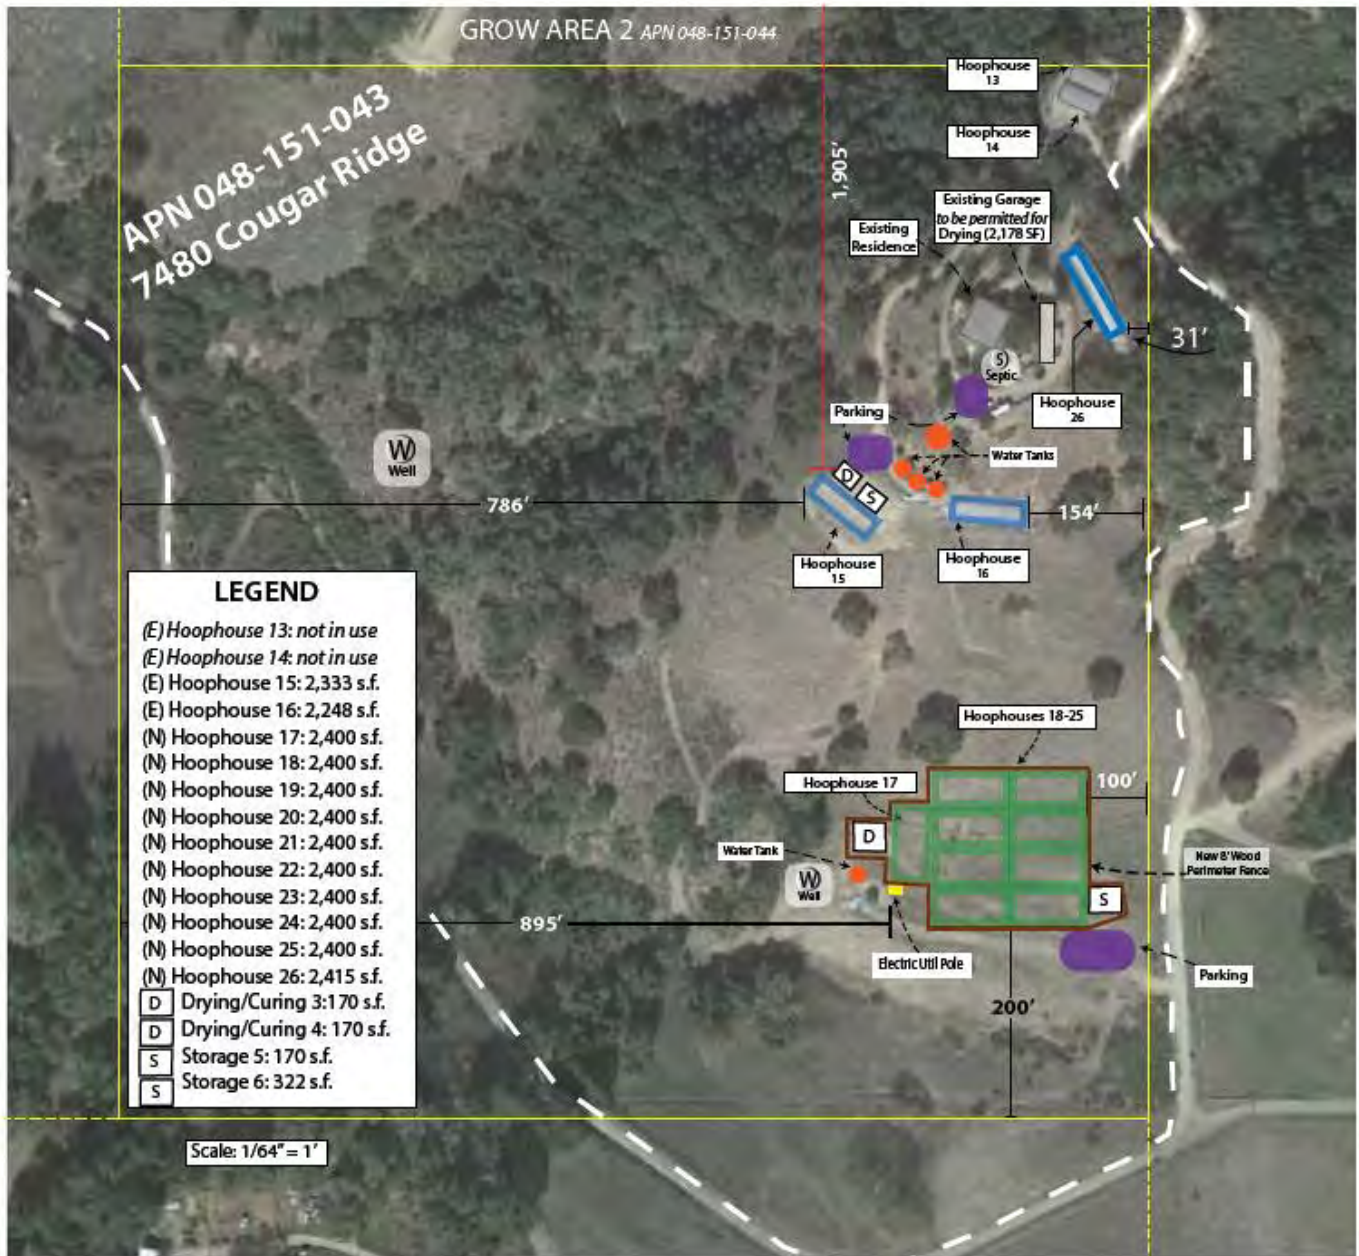 GROW AREA 2 APN 048-151-044
Hoophouse
13
APN 048-151-043
7480 Cougar Ridge
Hoophouse
14
1,905'
Existing Garage
to be permitted for
Drying (2,178 SF)
Existing
Residence
31'
S)
Septic
Hoophouse
26
Parking
W)
Well
Water Tanks
D
S
786'
154'
Hoophouse
15
Hoophouse
16
LEGEND
(E) Hoophouse 13: not in use
(E) Hoophouse 14: not in use
(E) Hoophouse 15: 2,333 s.f.
(E) Hoophouse 16: 2,248 s.f.
(N) Hoophouse 17: 2,400 s.f.
(N) Hoophouse 18: 2,400 s.f.
(N) Hoophouse 19: 2,400 s.f.
(N) Hoophouse 20: 2,400 s.f.
(N) Hoophouse 21: 2,400 s.f.
(N) Hoophouse 22: 2,400 s.f.
(N) Hoophouse 23: 2,400 s.f.
(N) Hoophouse 24: 2,400 s.f.
(N) Hoophouse 25: 2,400 s.f.
(N) Hoophouse 26: 2,415 s.f.
D Drying/Curing 3:170 s.f.
D Drying/Curing 4: 170 s.f.
S Storage 5: 170 s.f.
S Storage 6: 322 s.f.
Hoophouses 18-25
Hoophouse 17
100'
D
Water Tank
New 8' Wood
Perimeter Fence
W)
Well
S
895'
Electric Util Pole
Parking
200'
Scale: 1/64" = 1'